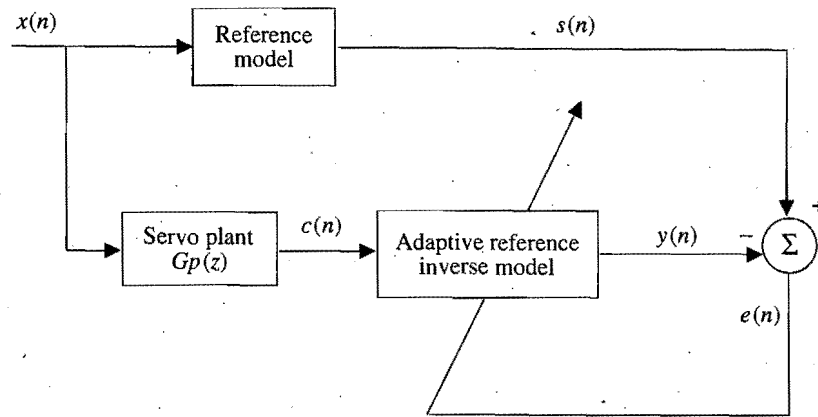 x(n)
Reference
model
s(n)
+
Servo plant
Gp(z)
c(n)
Adaptive reference
inverse model
y(n)
−
Σ
e(n)